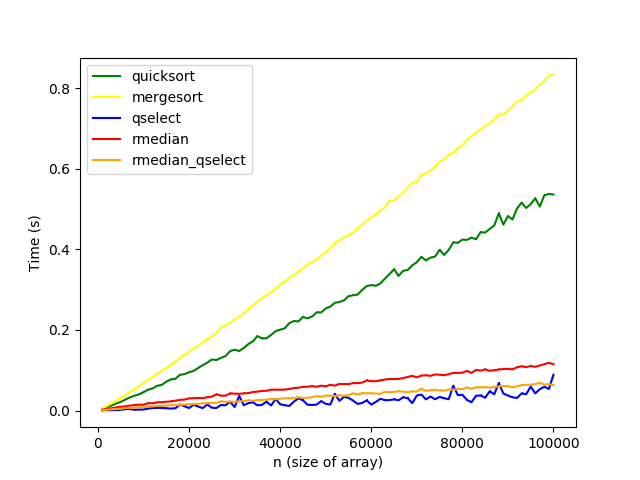 quicksort
mergesort
qselect
rmedian
rmedian_qselect
Time (s)
0.8
0.6
0.4
0.2
0.0
0 20000 40000 60000 80000 100000
n (size of array)